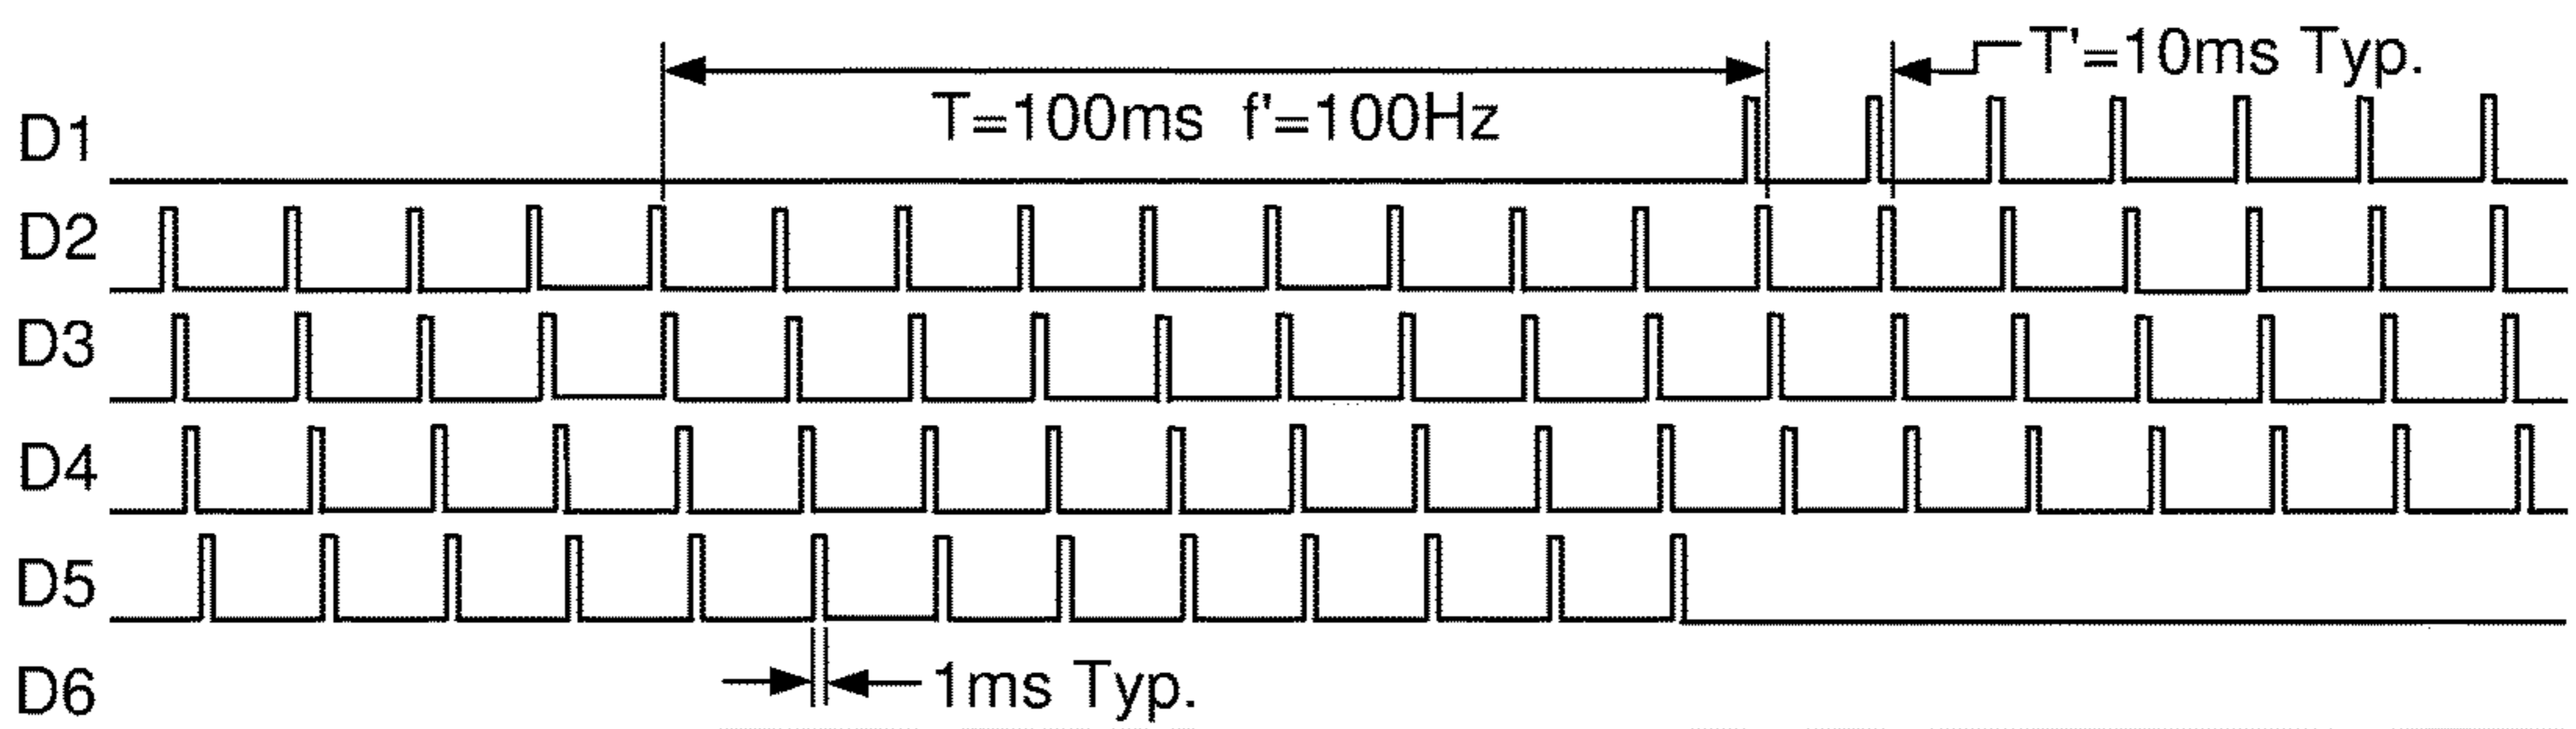 T'=10ms Typ.
T=100ms f'=100Hz
D1
D2
D3
D4
D5
D6
1ms Typ.